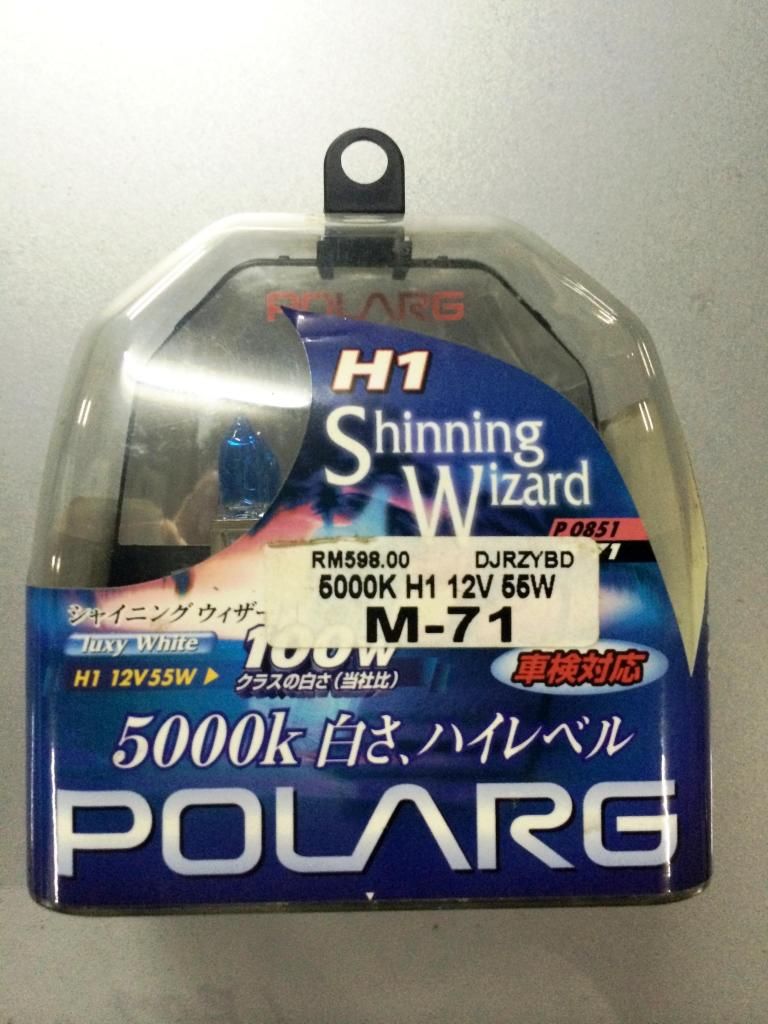 POLARG
H1
Shinning
Wizard
P0851
RM598.00 DJRZYBD
5000K H1 12V 55W
M-71
シャイニング ウィザー
Luxy White
100W
H1 12V55W
クラスの白さ(当社比)
車検対応
5000k 白さ、ハイレベル
POLARG